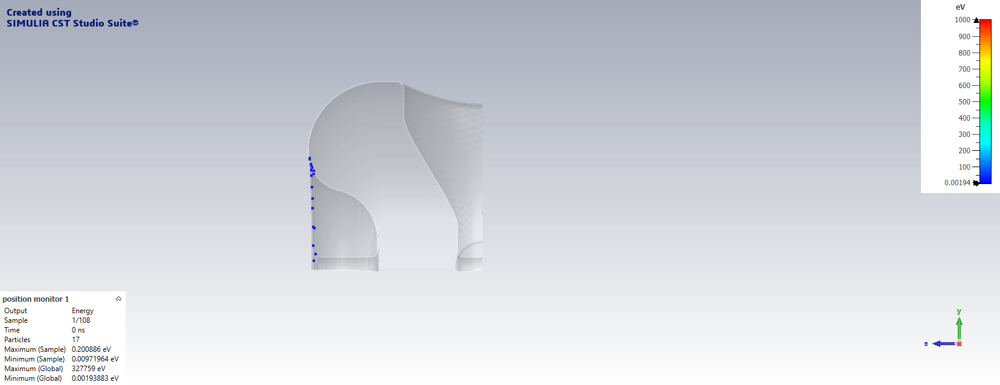 Created using
SIMULIA CST Studio Suite®
eV
1000
900
800
700
600
500
400
300
200
100
0.00194
position monitor 1
Output Energy
Sample 1/108
Time 0 ns
Particles 17
Maximum (Sample) 0.200886 eV
Minimum (Sample) 0.00971964 eV
Maximum (Global) 327759 eV
Minimum (Global) 0.00193883 eV
y
z
x